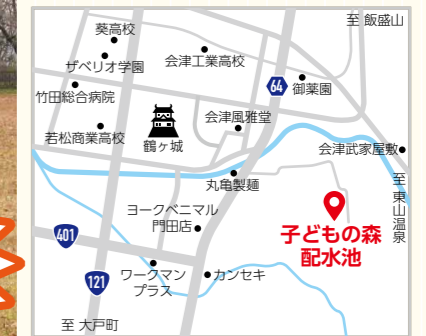 葵高校
至 飯盛山
ザベリオ学園
会津工業高校
竹田総合病院
64
御薬園
会津風雅堂
若松商業高校
鶴ヶ城
会津武家屋敷
丸亀製麺
至 東山温泉
ヨークベニマル
門田店
子どもの森
配水池
401
121
ワークマン
プラス
カンセキ
至 大戸町